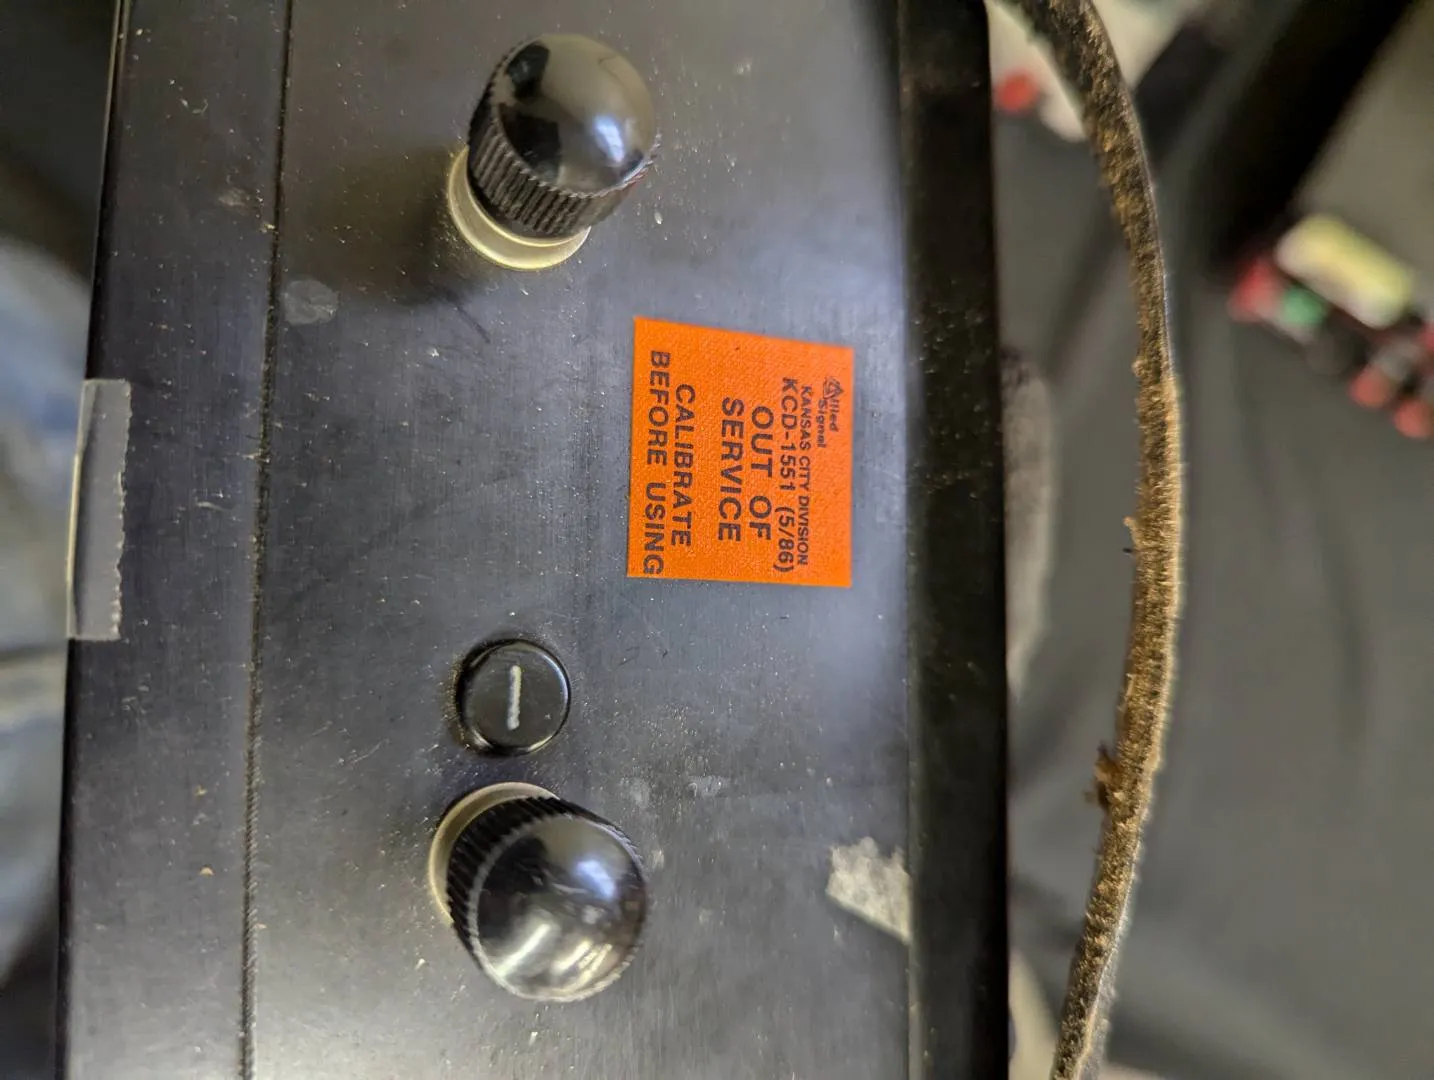 Allied
Signal
KANSAS CITY DIVISION
KCD-1551 (5/86)
OUT OF
SERVICE
CALIBRATE
BEFORE USING